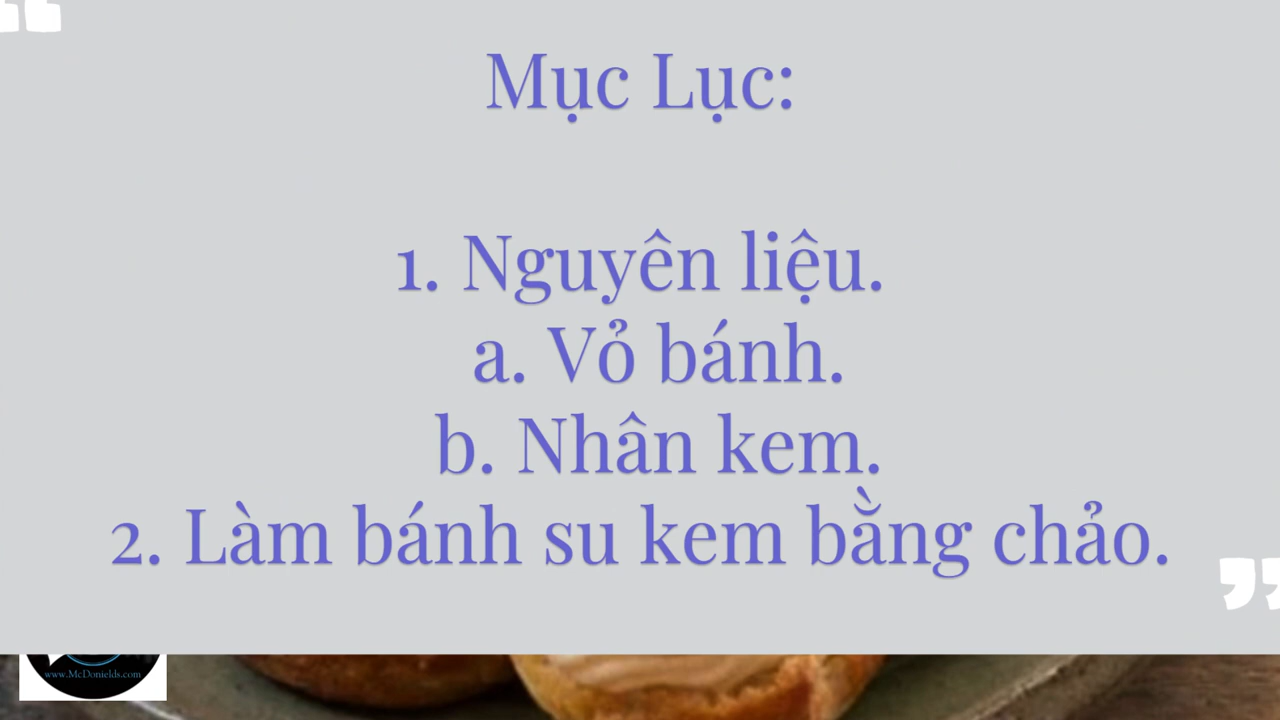 Mục Lục:
1. Nguyên liệu.
a. Vỏ bánh.
b. Nhân kem.
2. Làm bánh su kem bằng chảo.
www.McDonields.com